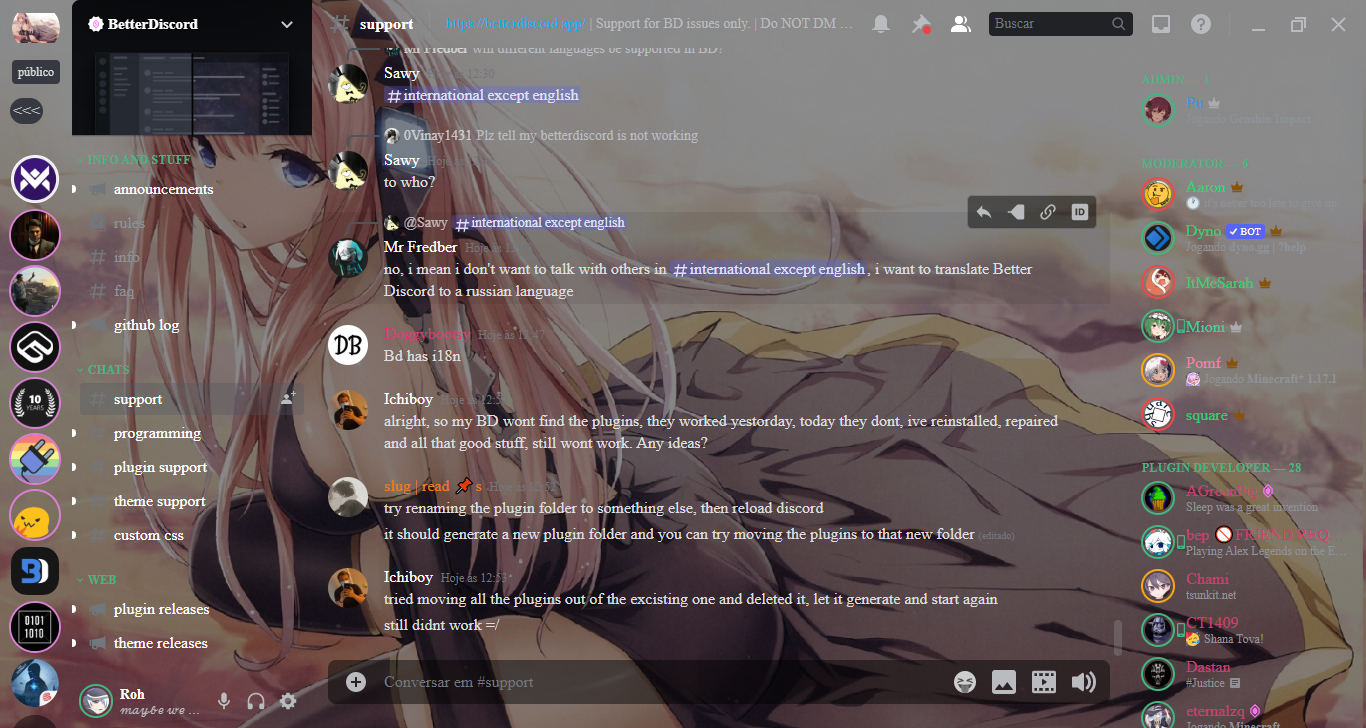 BetterDiscord
público
<<<
INFO AND STUFF
announcements
rules
info
faq
github log
CHATS
support
programming
plugin support
theme support
custom css
WEB
plugin releases
theme releases
10
YEARS
0101
1010
Roh
maybe we ...
support
https://betterdiscord.app/ | Support for BD issues only. | Do NOT DM ...
Buscar
Mr Fredber will different languages be supported in BD?
Sawy Hoje às 12:30
#international except english
0Vinay1431 Plz tell my betterdiscord is not working
Sawy Hoje às
to who?
@Sawy #international except english
Mr Fredber Hoje às
no, i mean i don't want to talk with others in #international except english, i want to translate Better
Discord to a russian language
ID
DB
Doggybootsy Hoje às 12:47
Bd has i18n
Ichiboy Hoje às
alright, so my BD wont find the plugins, they worked yestorday, today they dont, ive reinstalled, repaired
and all that good stuff, still wont work. Any ideas?
slug | read 📌 s Hoje às
try renaming the plugin folder to something else, then reload discord
it should generate a new plugin folder and you can try moving the plugins to that new folder (editado)
Ichiboy Hoje às 12:53
tried moving all the plugins out of the excisting one and deleted it, let it generate and start again
still didnt work =/
Conversar em #support
ADMIN — 1
Jogando Genshin Impact
MODERATOR — 6
Aaron
it's never too late to give up
Dyno ✓ BOT
Jogando dyno.gg | ?help
ItMeSarah
Mioni
Pomf
Jogando Minecraft* 1.17.1
square
PLUGIN DEVELOPER — 28
AGreenPig
Sleep was a great invention
bep 🚫 FRIEND REQ
Playing Alex Legends on the E...
Chami
tsunkit.net
CT1409
🥳 Shana Tova!
Dastan
#Justice
eternalzq
Jogando Minecraft